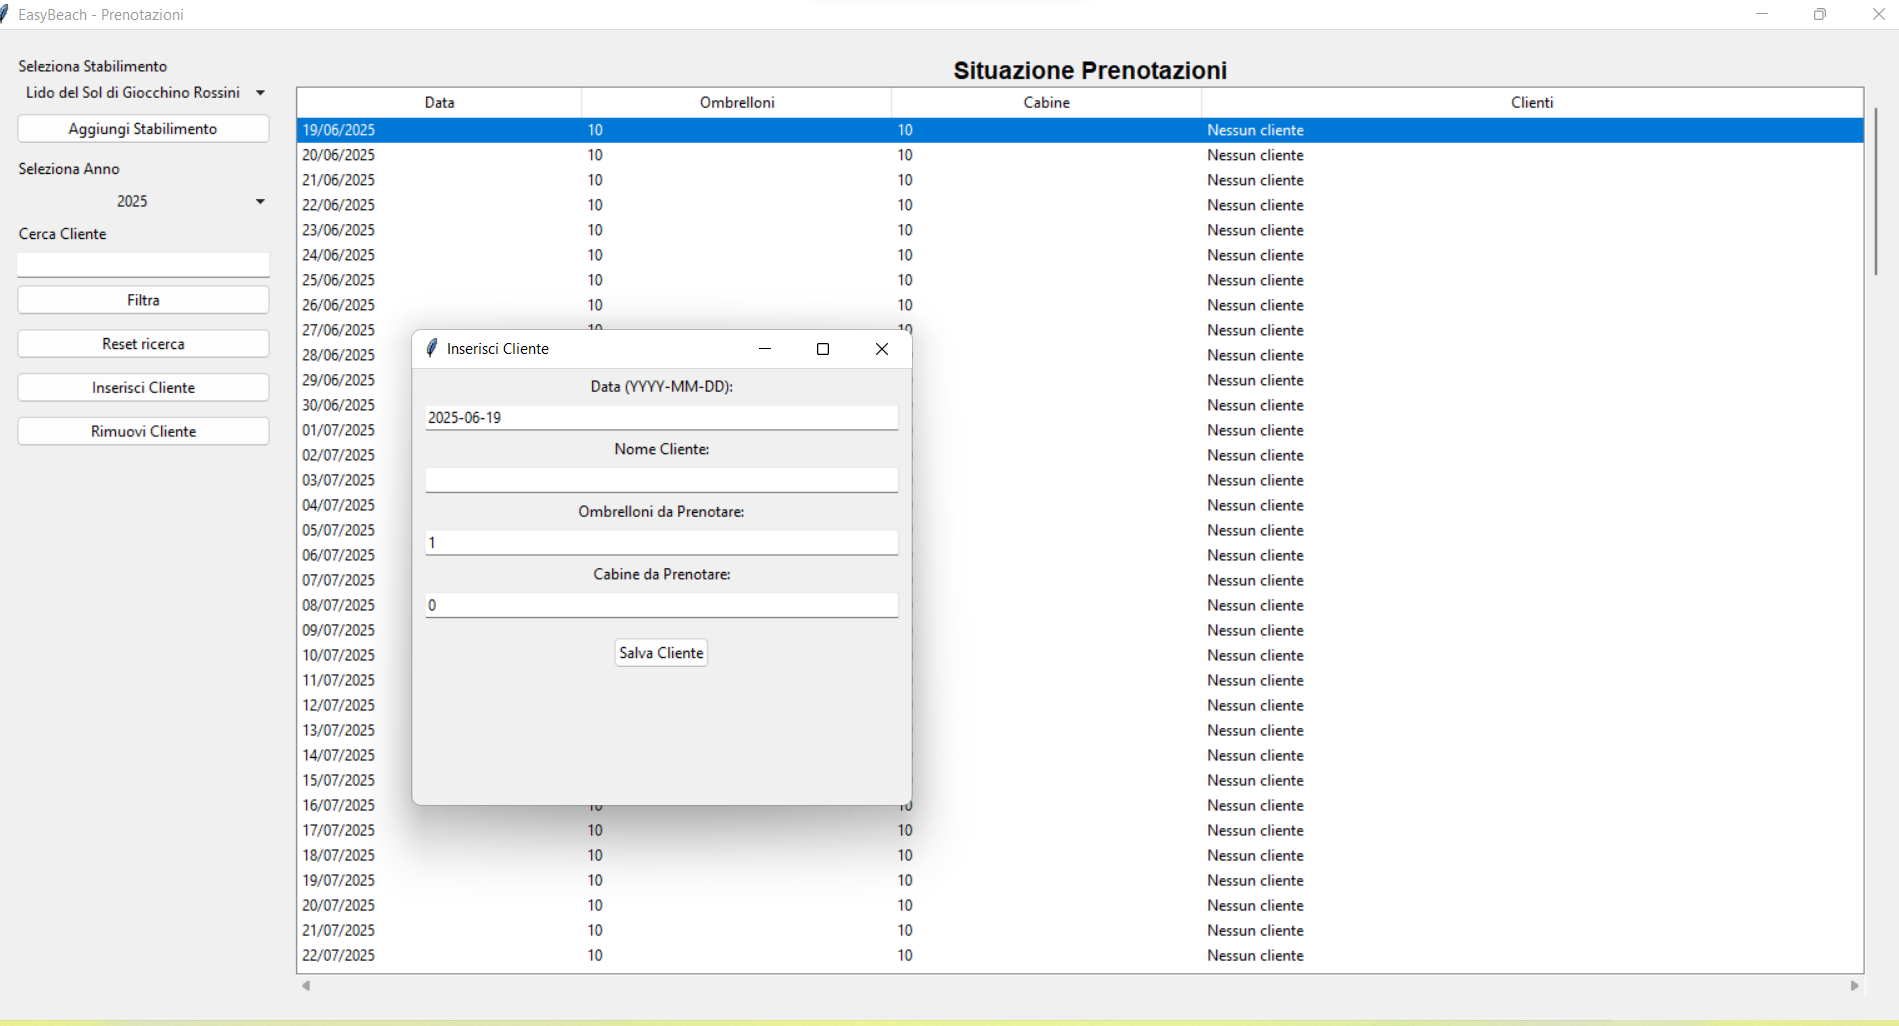 EasyBeach - Prenotazioni
Seleziona Stabilimento
Lido del Sol di Giocchino Rossini
Aggiungi Stabilimento
Seleziona Anno
2025
Cerca Cliente
Filtra
Reset ricerca
Inserisci Cliente
Rimuovi Cliente
Situazione Prenotazioni
Data Ombrelloni Cabine Clienti
19/06/2025 10 10 Nessun cliente
20/06/2025 10 10 Nessun cliente
21/06/2025 10 10 Nessun cliente
22/06/2025 10 10 Nessun cliente
23/06/2025 10 10 Nessun cliente
24/06/2025 10 10 Nessun cliente
25/06/2025 10 10 Nessun cliente
26/06/2025 10 10 Nessun cliente
27/06/2025 10 10 Nessun cliente
28/06/2025 Nessun cliente
29/06/2025 Nessun cliente
30/06/2025 Nessun cliente
01/07/2025 Nessun cliente
02/07/2025 Nessun cliente
03/07/2025 Nessun cliente
04/07/2025 Nessun cliente
05/07/2025 Nessun cliente
06/07/2025 Nessun cliente
07/07/2025 Nessun cliente
08/07/2025 Nessun cliente
09/07/2025 Nessun cliente
10/07/2025 Nessun cliente
11/07/2025 Nessun cliente
12/07/2025 Nessun cliente
13/07/2025 Nessun cliente
14/07/2025 Nessun cliente
15/07/2025 Nessun cliente
16/07/2025 10 10 Nessun cliente
17/07/2025 10 10 Nessun cliente
18/07/2025 10 10 Nessun cliente
19/07/2025 10 10 Nessun cliente
20/07/2025 10 10 Nessun cliente
21/07/2025 10 10 Nessun cliente
22/07/2025 10 10 Nessun cliente
Inserisci Cliente
Data (YYYY-MM-DD):
2025-06-19
Nome Cliente:
Ombrelloni da Prenotare:
1
Cabine da Prenotare:
0
Salva Cliente